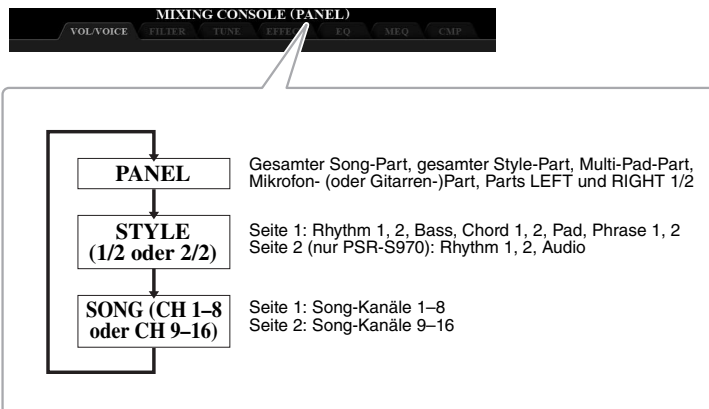 MIXING CONSOLE (PANEL)
VOL/VOICE FILTER TUNE EFFECT EQ MEQ CMP
PANEL
Gesamter Song-Part, gesamter Style-Part, Multi-Pad-Part,
Mikrofon- (oder Gitarren-)Part, Parts LEFT und RIGHT 1/2
STYLE
(1/2 oder 2/2)
Seite 1: Rhythm 1, 2, Bass, Chord 1, 2, Pad, Phrase 1, 2
Seite 2 (nur PSR-S970): Rhythm 1, 2, Audio
SONG (CH 1–8
oder CH 9–16)
Seite 1: Song-Kanäle 1–8
Seite 2: Song-Kanäle 9–16